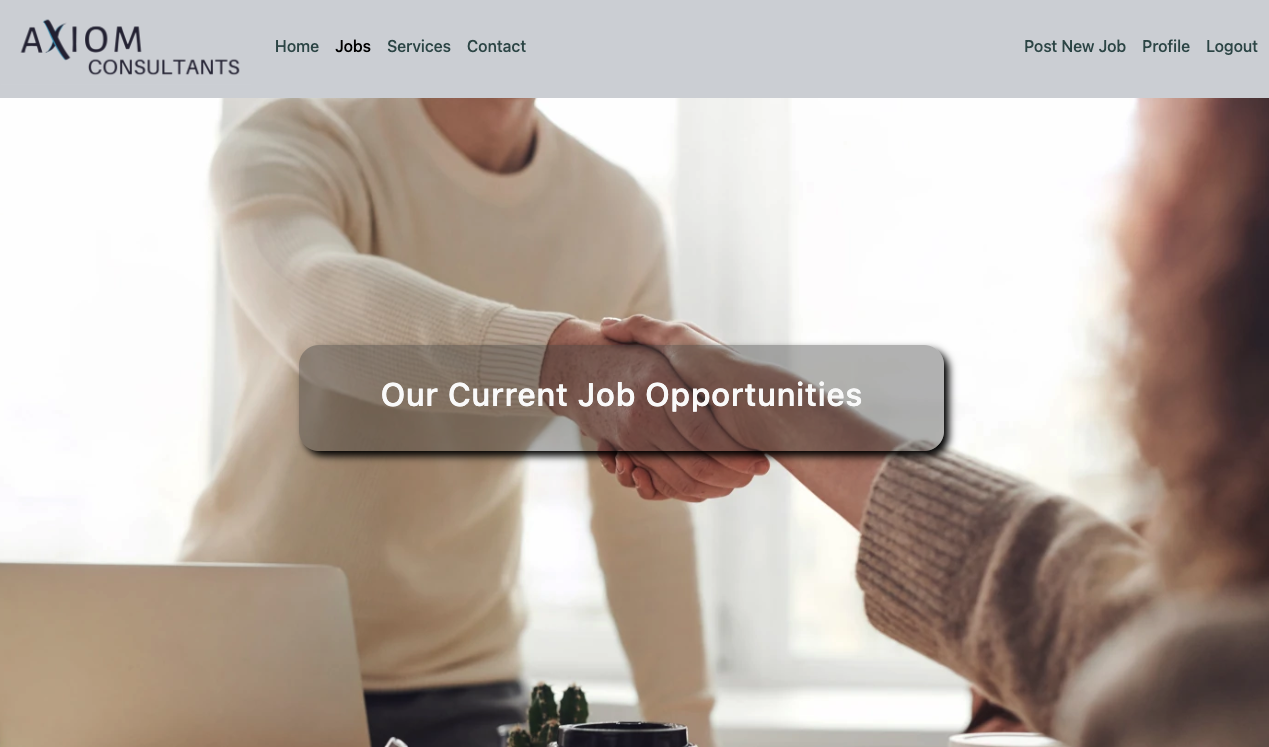 AXIOM
CONSULTANTS
Home Jobs Services Contact
Post New Job Profile Logout
Our Current Job Opportunities